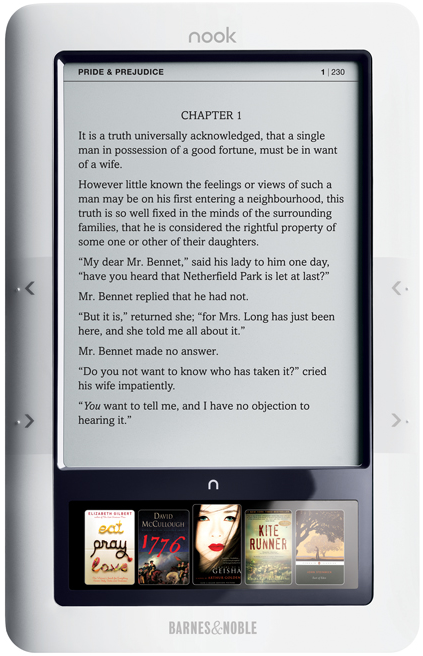 nook
PRIDE & PREJUDICE 1 | 230
CHAPTER 1
It is a truth universally acknowledged, that a single
man in possession of a good fortune, must be in want
of a wife.
However little known the feelings or views of such a
man may be on his first entering a neighbourhood, this
truth is so well fixed in the minds of the surrounding
families, that he is considered the rightful property of
some one or other of their daughters.
“My dear Mr. Bennet,” said his lady to him one day,
“have you heard that Netherfield Park is let at last?”
Mr. Bennet replied that he had not.
“But it is,” returned she; “for Mrs. Long has just been
here, and she told me all about it.”
Mr. Bennet made no answer.
“Do you not want to know who has taken it?” cried
his wife impatiently.
“You want to tell me, and I have no objection to
hearing it.”
n
ELIZABETH GILBERT
eat
pray
love
DAVID
McCULLOUGH
1776
GEISHA
ARTHUR GOLDEN
KITE
RUNNER
BARNES&NOBLE